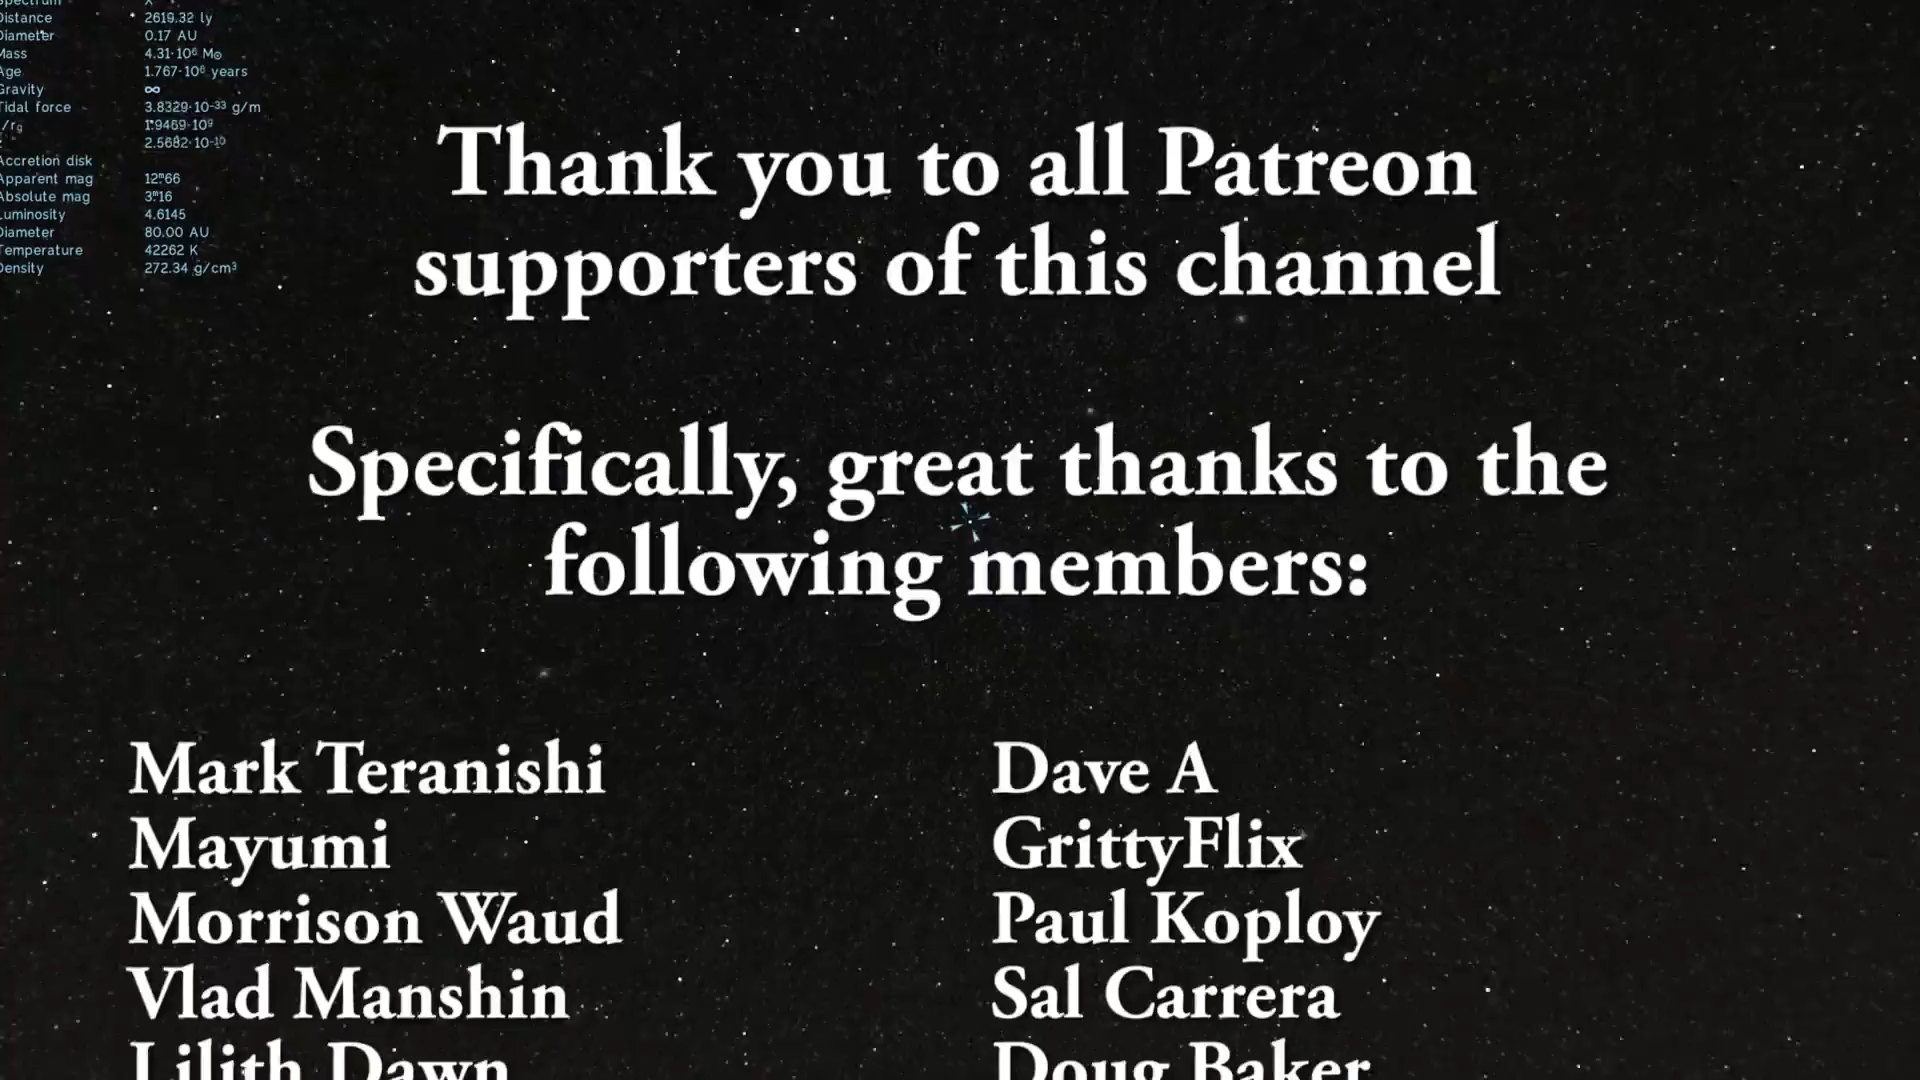 Spectrum X
Distance 2619.32 ly
Diameter 0.17 AU
Mass 4.31·10⁶ M☉
Age 1.767·10⁶ years
Gravity ∞
Tidal force 3.8329·10⁻³³ g/m
/rg 1.9469·10⁹
2.5682·10⁻¹⁰
Accretion disk
Apparent mag 12ᵐ66
Absolute mag 3ᵐ16
Luminosity 4.6145
Diameter 80.00 AU
Temperature 42262 K
Density 272.34 g/cm³
Thank you to all Patreon
supporters of this channel
Specifically, great thanks to the
following members:
Mark Teranishi
Mayumi
Morrison Waud
Vlad Manshin
Lilith Dawn
Dave A
GrittyFlix
Paul Koploy
Sal Carrera
Doug Baker